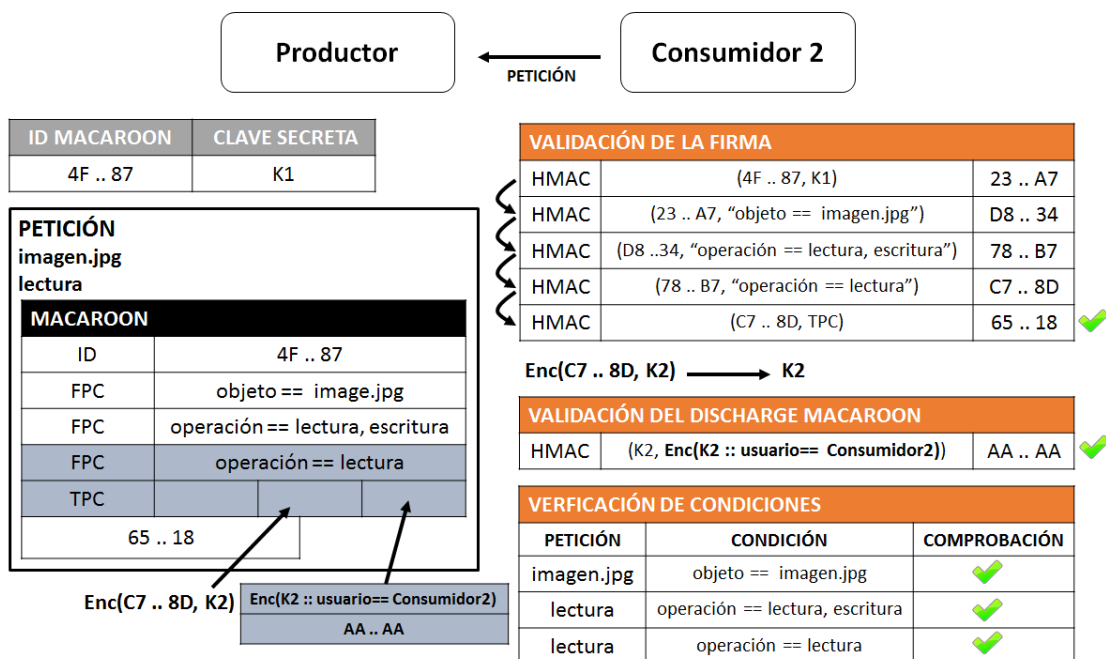 Productor
Consumidor 2
PETICIÓN
ID MACAROON CLAVE SECRETA
4F .. 87 K1
PETICIÓN
imagen.jpg
lectura
MACAROON
ID 4F .. 87
FPC objeto == image.jpg
FPC operación == lectura, escritura
FPC operación == lectura
TPC
65 .. 18
Enc(C7 .. 8D, K2)
Enc(K2 :: usuario== Consumidor2)
AA .. AA
VALIDACIÓN DE LA FIRMA
HMAC (4F .. 87, K1) 23 .. A7
HMAC (23 .. A7, “objeto == imagen.jpg”) D8 .. 34
HMAC (D8 ..34, “operación == lectura, escritura”) 78 .. B7
HMAC (78 .. B7, “operación == lectura”) C7 .. 8D
HMAC (C7 .. 8D, TPC) 65 .. 18
Enc(C7 .. 8D, K2) K2
VALIDACIÓN DEL DISCHARGE MACAROON
HMAC (K2, Enc(K2 :: usuario== Consumidor2)) AA .. AA
VERFICACIÓN DE CONDICIONES
PETICIÓN CONDICIÓN COMPROBACIÓN
imagen.jpg objeto == imagen.jpg
lectura operación == lectura, escritura
lectura operación == lectura